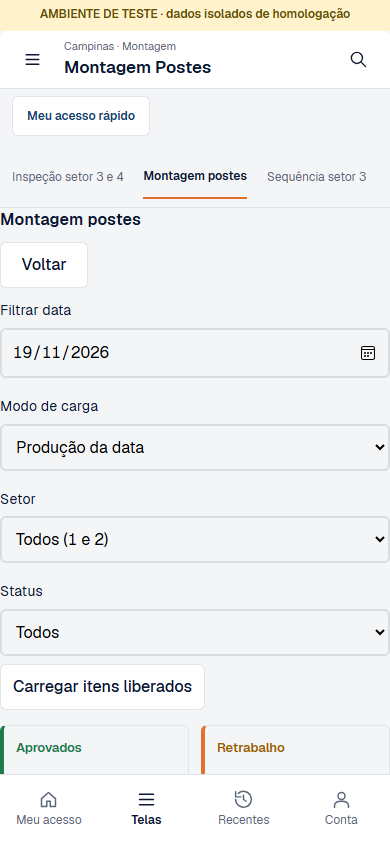 AMBIENTE DE TESTE · dados isolados de homologação
Campinas · Montagem
Montagem Postes
Meu acesso rápido
Inspeção setor 3 e 4
Montagem postes
Sequência setor 3
Montagem postes
Voltar
Filtrar data
19/11/2026
Modo de carga
Produção da data
Setor
Todos (1 e 2)
Status
Todos
Carregar itens liberados
Aprovados
Retrabalho
Meu acesso
Telas
Recentes
Conta